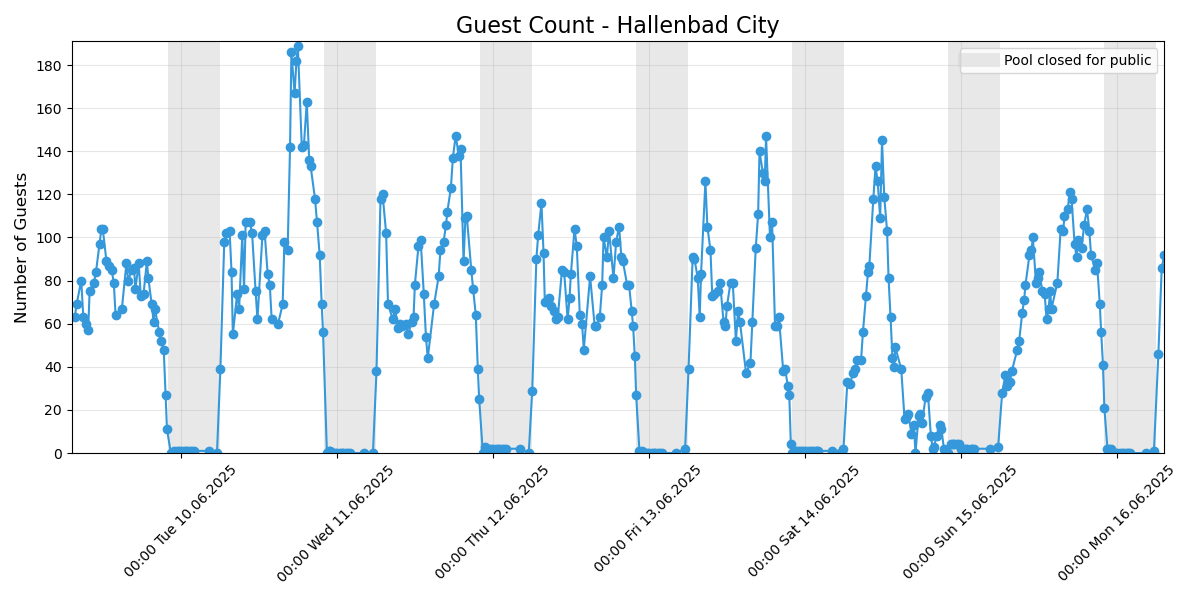 Guest Count - Hallenbad City
Pool closed for public
Number of Guests
180
160
140
120
100
80
60
40
20
0
00:00 Tue 10.06.2025
00:00 Wed 11.06.2025
00:00 Thu 12.06.2025
00:00 Fri 13.06.2025
00:00 Sat 14.06.2025
00:00 Sun 15.06.2025
00:00 Mon 16.06.2025